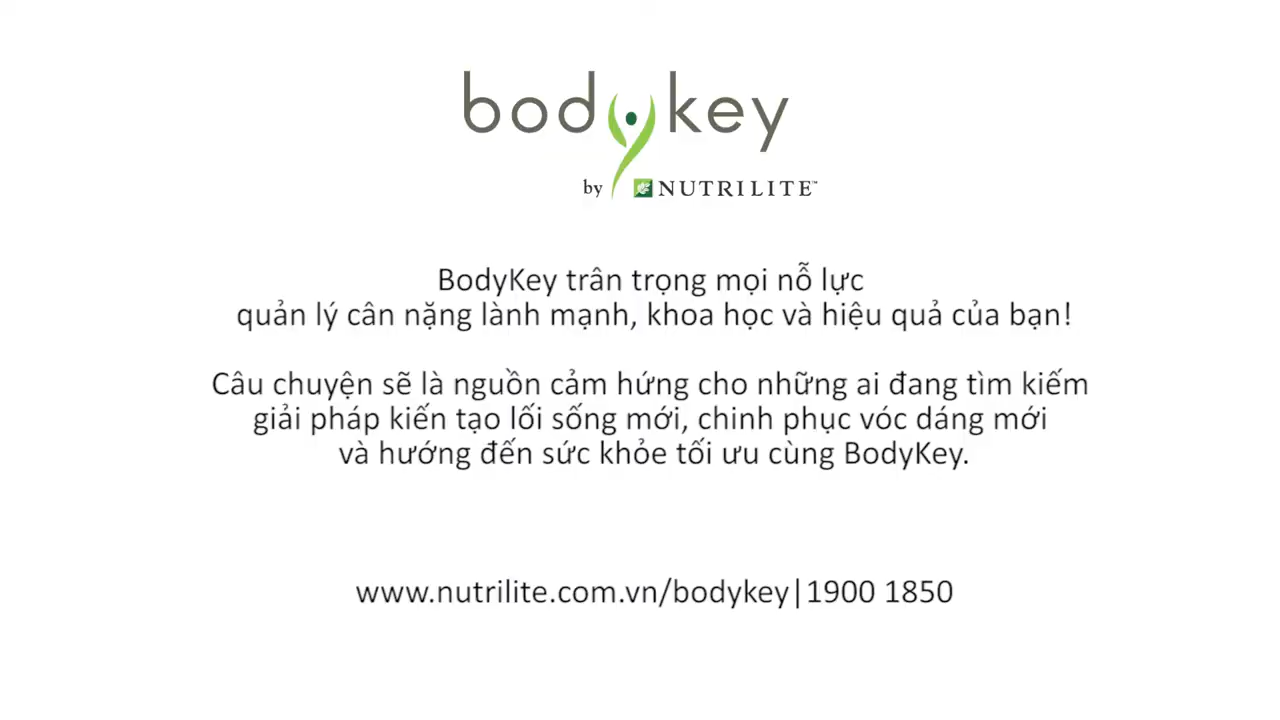 bodykey
by NUTRILITE™
BodyKey trân trọng mọi nỗ lực
quản lý cân nặng lành mạnh, khoa học và hiệu quả của bạn!
Câu chuyện sẽ là nguồn cảm hứng cho những ai đang tìm kiếm
giải pháp kiến tạo lối sống mới, chinh phục vóc dáng mới
và hướng đến sức khỏe tối ưu cùng BodyKey.
www.nutrilite.com.vn/bodykey|1900 1850